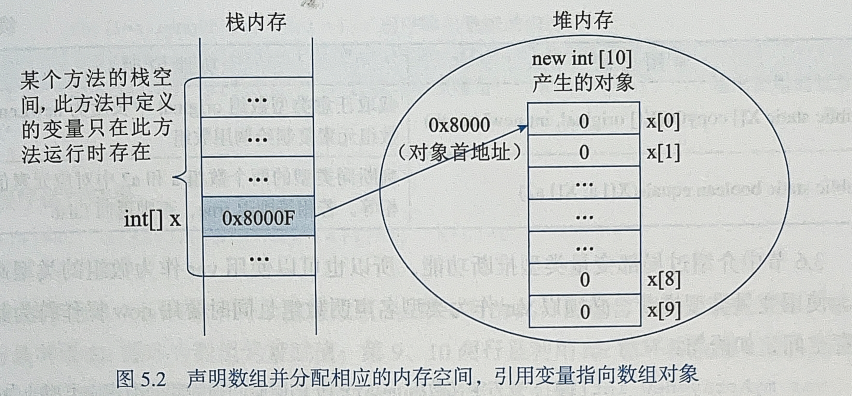 栈内存
堆内存
某个方法的栈空
间，此方法中定义
的变量只在此方
法运行时存在
...
...
...
int[] x
0x8000F
...
new int [10]
产生的对象
0x8000
（对象首地址）
0
x[0]
0
x[1]
...
...
...
0
x[8]
0
x[9]
图 5.2 声明数组并分配相应的内存空间，引用变量指向数组对象